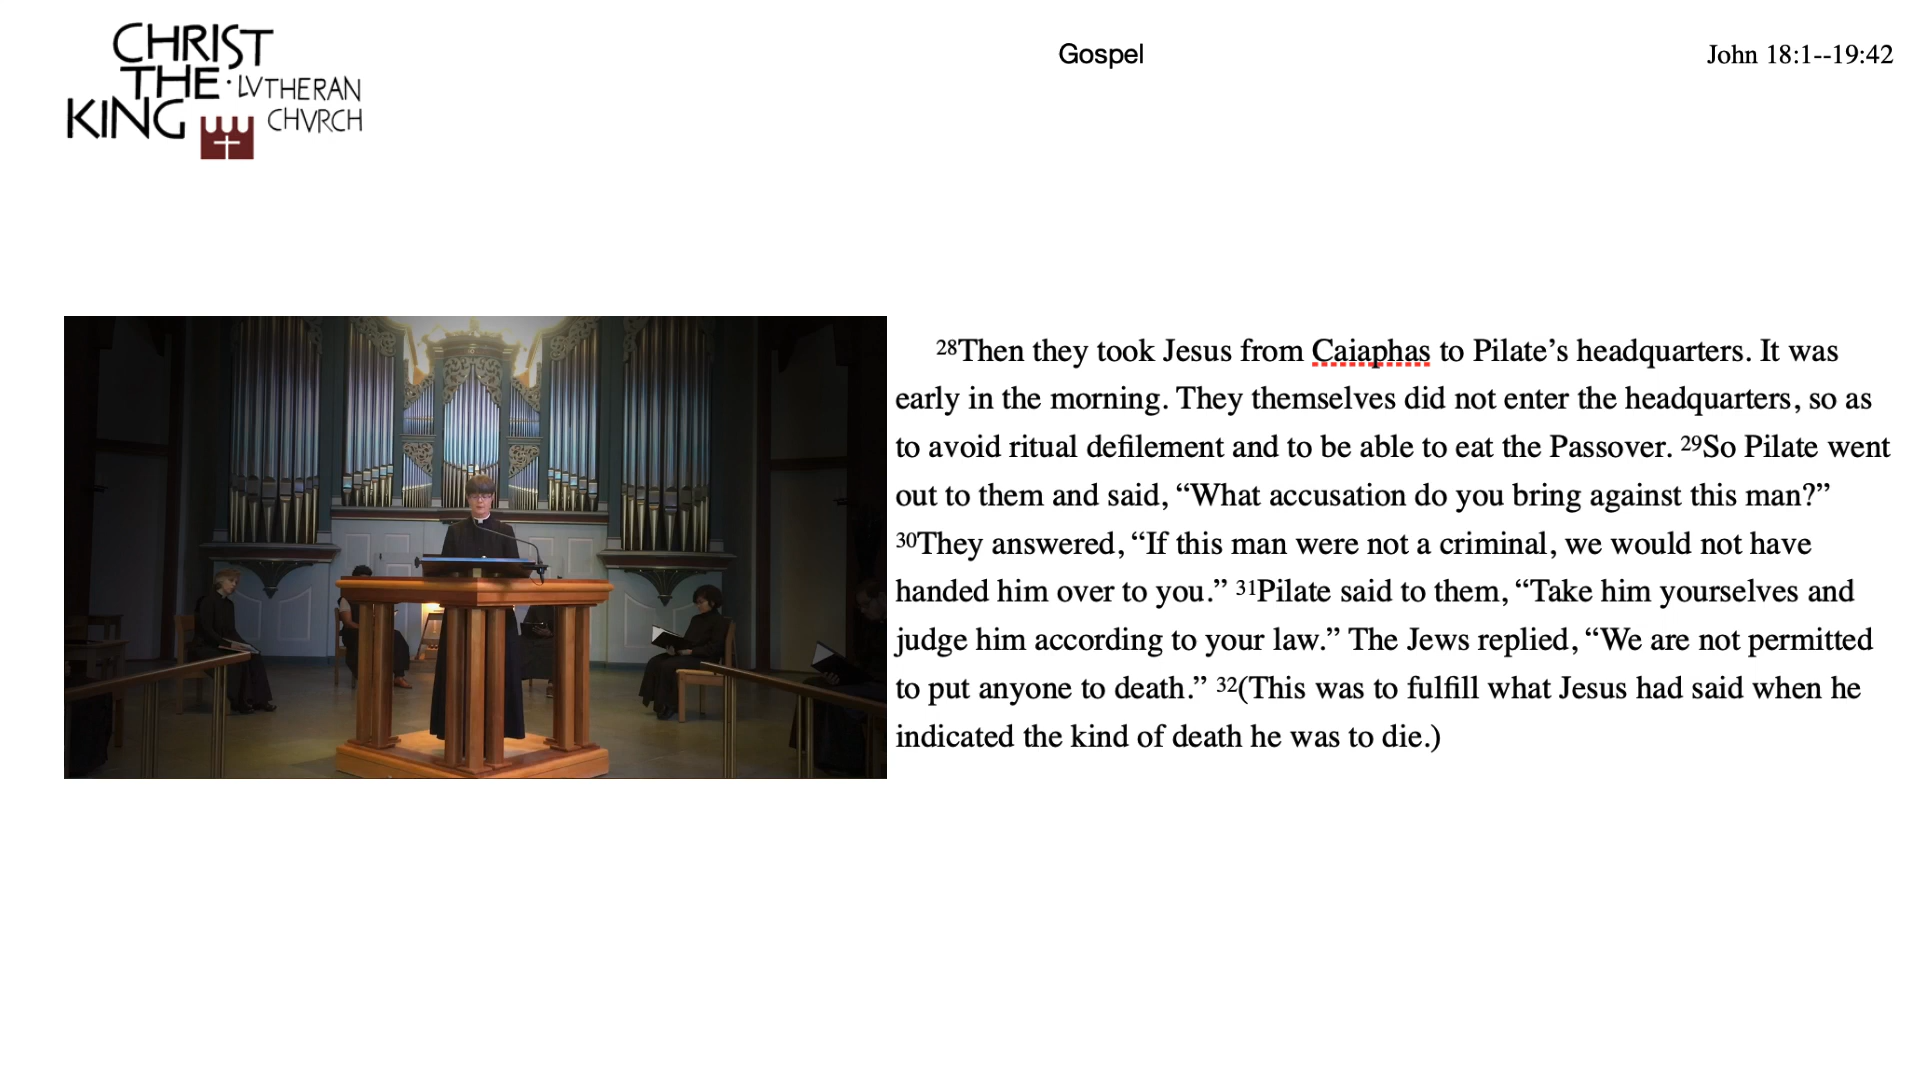 CHRIST
THE · LVTHERAN
KING CHVRCH
Gospel
John 18:1--19:42
28Then they took Jesus from Caiaphas to Pilate’s headquarters. It was
early in the morning. They themselves did not enter the headquarters, so as
to avoid ritual defilement and to be able to eat the Passover. 29So Pilate went
out to them and said, “What accusation do you bring against this man?”
30They answered, “If this man were not a criminal, we would not have
handed him over to you.” 31Pilate said to them, “Take him yourselves and
judge him according to your law.” The Jews replied, “We are not permitted
to put anyone to death.” 32(This was to fulfill what Jesus had said when he
indicated the kind of death he was to die.)